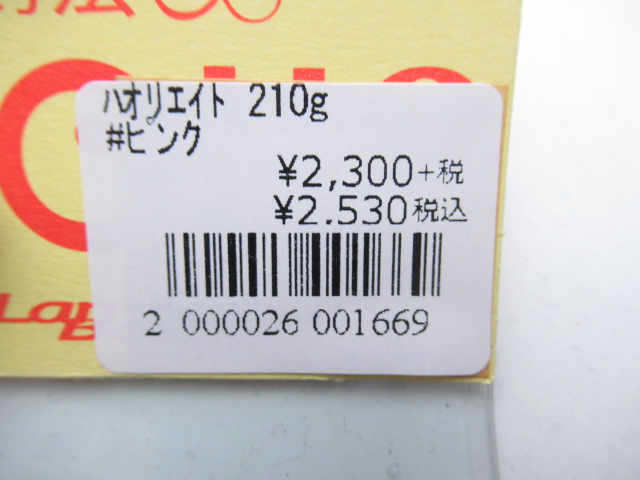 ハオリエイト 210g
#ピンク
¥2,300+税
¥2.530税込
2 000026 001669